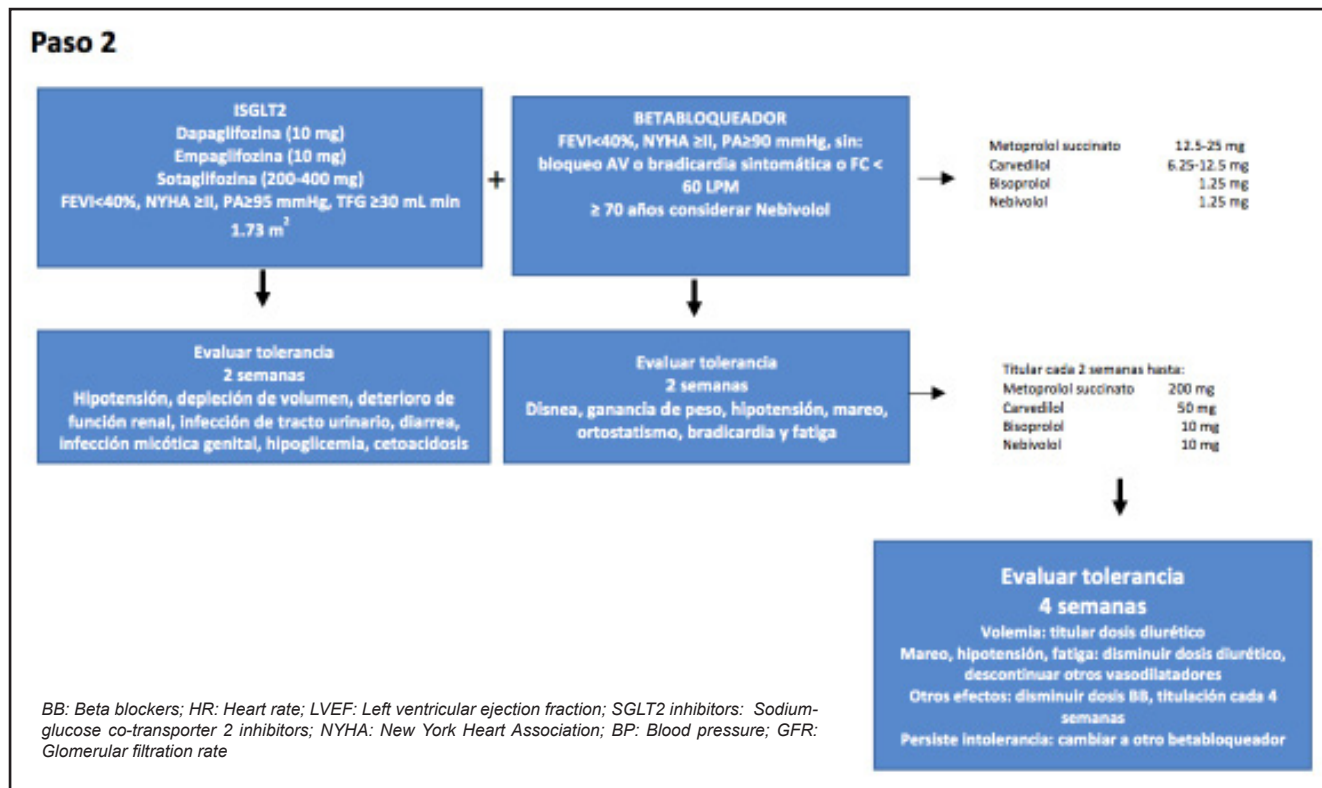 Paso 2
ISGLT2
Dapaglifozina (10 mg)
Empaglifozina (10 mg)
Sotaglifozina (200-400 mg)
FEVI<40%, NYHA ≥II, PA≥95 mmHg, TFG ≥30 mL min
1.73 m²
+
BETABLOQUEADOR
FEVI<40%, NYHA ≥II, PA≥90 mmHg, sin:
bloqueo AV o bradicardia sintomática o FC <
60 LPM
≥ 70 años considerar Nebivolol
Metoprolol succinato 12.5-25 mg
Carvedilol 6.25-12.5 mg
Bisoprolol 1.25 mg
Nebivolol 1.25 mg
Evaluar tolerancia
2 semanas
Hipotensión, depleción de volumen, deterioro de
función renal, infección de tracto urinario, diarrea,
infección micótica genital, hipoglicemia, cetoacidosis
Evaluar tolerancia
2 semanas
Disnea, ganancia de peso, hipotensión, mareo,
ortostatismo, bradicardia y fatiga
Titular cada 2 semanas hasta:
Metoprolol succinato 200 mg
Carvedilol 50 mg
Bisoprolol 10 mg
Nebivolol 10 mg
Evaluar tolerancia
4 semanas
Volemia: titular dosis diurético
Mareo, hipotensión, fatiga: disminuir dosis diurético,
descontinuar otros vasodilatadores
Otros efectos: disminuir dosis BB, titulación cada 4
semanas
Persiste intolerancia: cambiar a otro betabloqueador
BB: Beta blockers; HR: Heart rate; LVEF: Left ventricular ejection fraction; SGLT2 inhibitors: Sodium-
glucose co-transporter 2 inhibitors; NYHA: New York Heart Association; BP: Blood pressure; GFR:
Glomerular filtration rate